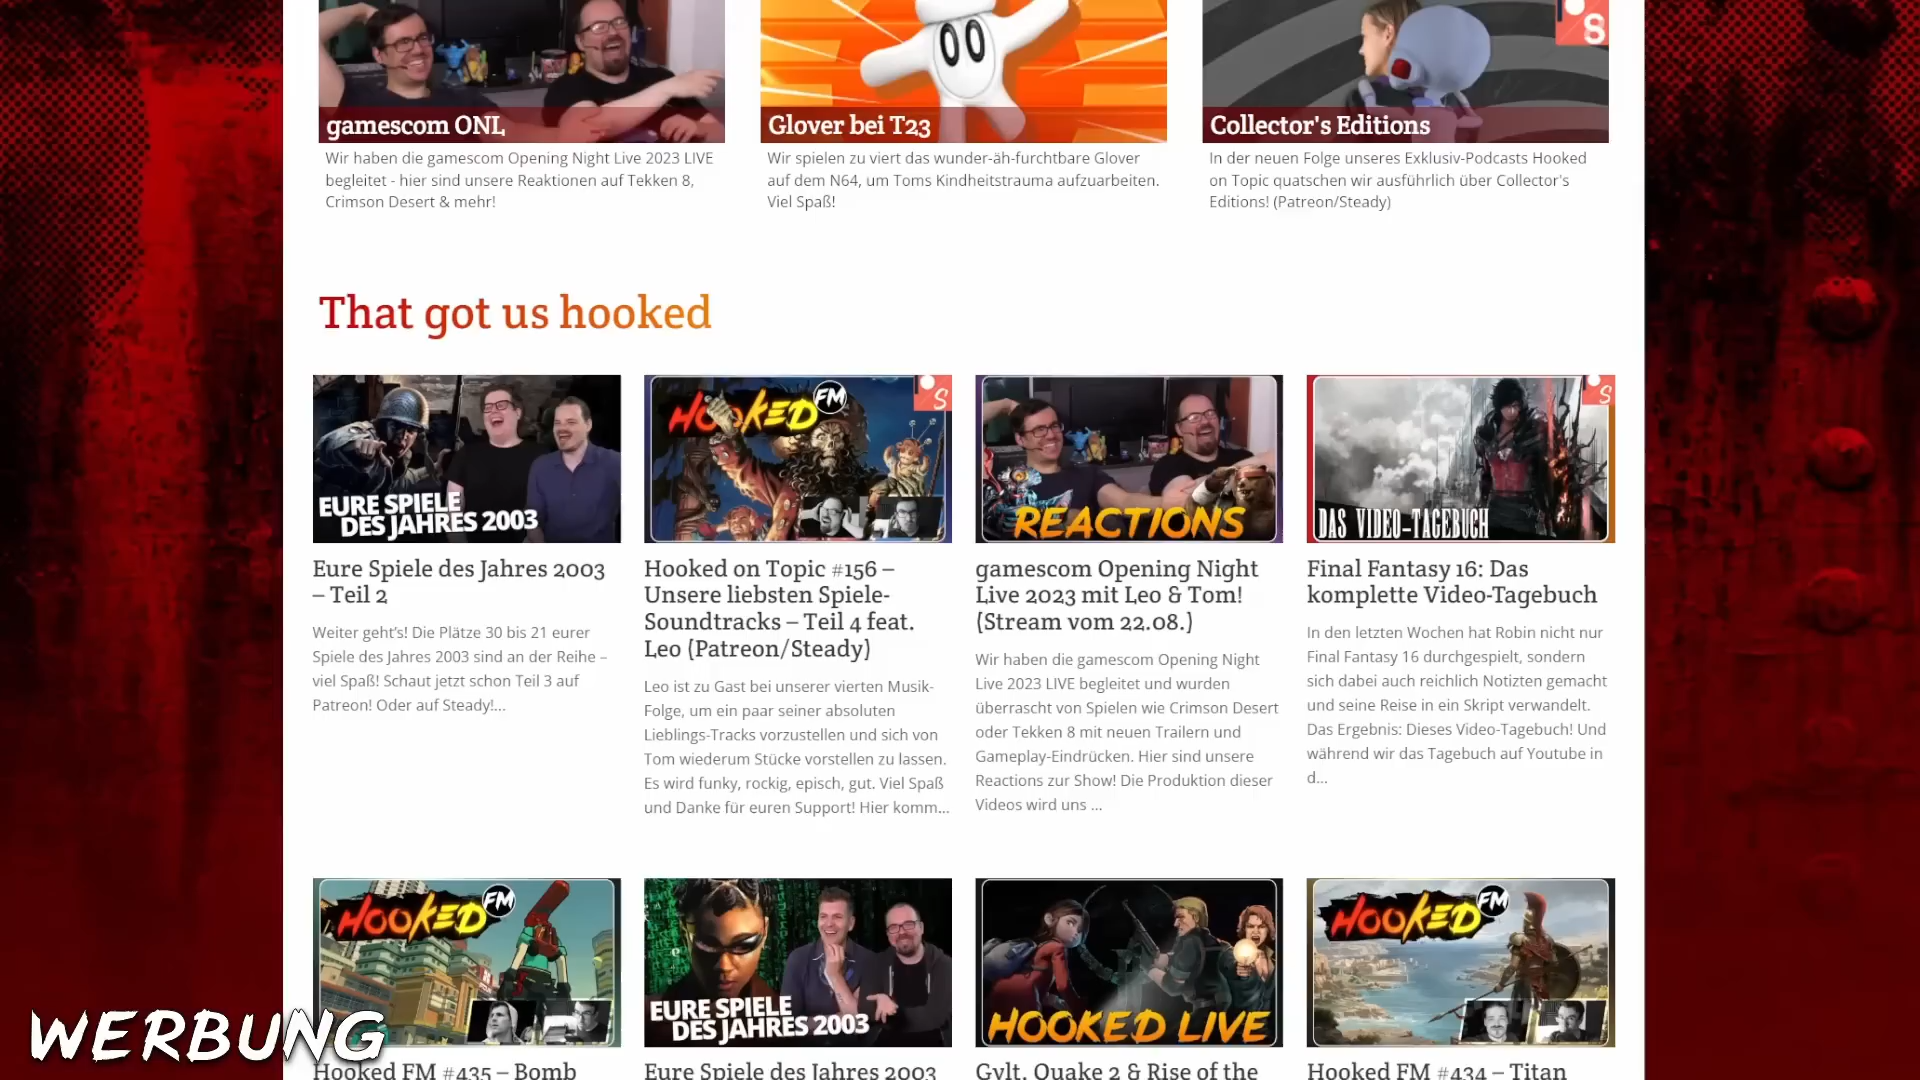 gamescom ONL
Wir haben die gamescom Opening Night Live 2023 LIVE
begleitet - hier sind unsere Reaktionen auf Tekken 8,
Crimson Desert & mehr!
Glover bei T23
Wir spielen zu viert das wunder-äh-furchtbare Glover
auf dem N64, um Toms Kindheitstrauma aufzuarbeiten.
Viel Spaß!
S
Collector's Editions
In der neuen Folge unseres Exklusiv-Podcasts Hooked
on Topic quatschen wir ausführlich über Collector's
Editions! (Patreon/Steady)
That got us hooked
EURE SPIELE
DES JAHRES 2003
Eure Spiele des Jahres 2003
– Teil 2
Weiter geht's! Die Plätze 30 bis 21 eurer
Spiele des Jahres 2003 sind an der Reihe –
viel Spaß! Schaut jetzt schon Teil 3 auf
Patreon! Oder auf Steady!...
HOOKED FM
S
Hooked on Topic #156 –
Unsere liebsten Spiele-
Soundtracks – Teil 4 feat.
Leo (Patreon/Steady)
Leo ist zu Gast bei unserer vierten Musik-
Folge, um ein paar seiner absoluten
Lieblings-Tracks vorzustellen und sich von
Tom wiederum Stücke vorstellen zu lassen.
Es wird funky, rockig, episch, gut. Viel Spaß
und Danke für euren Support! Hier komm...
REACTIONS
gamescom Opening Night
Live 2023 mit Leo & Tom!
(Stream vom 22.08.)
Wir haben die gamescom Opening Night
Live 2023 LIVE begleitet und wurden
überrascht von Spielen wie Crimson Desert
oder Tekken 8 mit neuen Trailern und
Gameplay-Eindrücken. Hier sind unsere
Reactions zur Show! Die Produktion dieser
Videos wird uns ...
S
DAS VIDEO-TAGEBUCH
Final Fantasy 16: Das
komplette Video-Tagebuch
In den letzten Wochen hat Robin nicht nur
Final Fantasy 16 durchgespielt, sondern
sich dabei auch reichlich Notizten gemacht
und seine Reise in ein Skript verwandelt.
Das Ergebnis: Dieses Video-Tagebuch! Und
während wir das Tagebuch auf Youtube in
d...
HOOKED FM
Hooked FM #435 – Bomb
EURE SPIELE
DES JAHRES 2003
Eure Spiele des Jahres 2003
HOOKED LIVE
Gylt, Quake 2 & Rise of the
HOOKED FM
Hooked FM #434 – Titan
WERBUNG